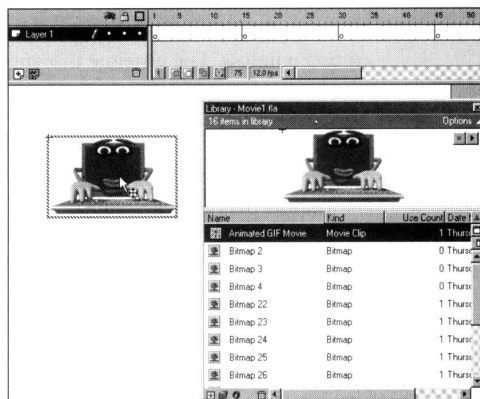 1 5 10 15 20 25 30 35 40 45 50
Layer 1
75 12.0 fps
Library - Movie1.fla
16 items in library Options
Name Kind Use Count Date
Animated GIF Movie Movie Clip 1 Thurs
Bitmap 2 Bitmap 0 Thurs
Bitmap 3 Bitmap 0 Thurs
Bitmap 4 Bitmap 0 Thurs
Bitmap 22 Bitmap 1 Thurs
Bitmap 23 Bitmap 1 Thurs
Bitmap 24 Bitmap 1 Thurs
Bitmap 25 Bitmap 1 Thurs
Bitmap 26 Bitmap 1 Thurs